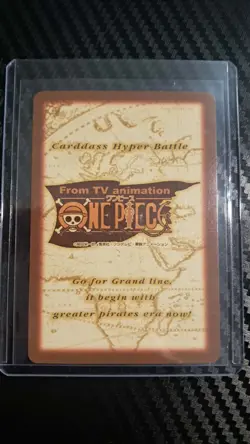 Carddass Hyper Battle
From TV animation
ワンピース
ONE PIECE
Go for Grand line,
it begin with
greater pirates era now!